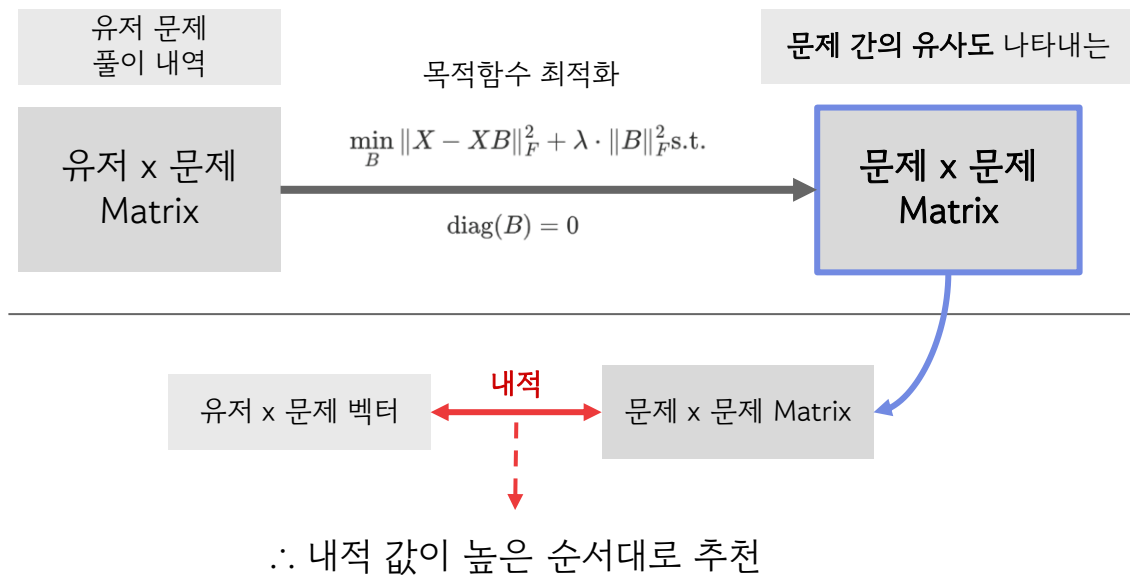 유저 문제
풀이 내역
문제 간의 유사도 나타내는
목적함수 최적화
min_B ‖X − XB‖²_F + λ · ‖B‖²_F s.t.
diag(B) = 0
유저 x 문제
Matrix
문제 x 문제
Matrix
내적
유저 x 문제 벡터
문제 x 문제 Matrix
∴ 내적 값이 높은 순서대로 추천